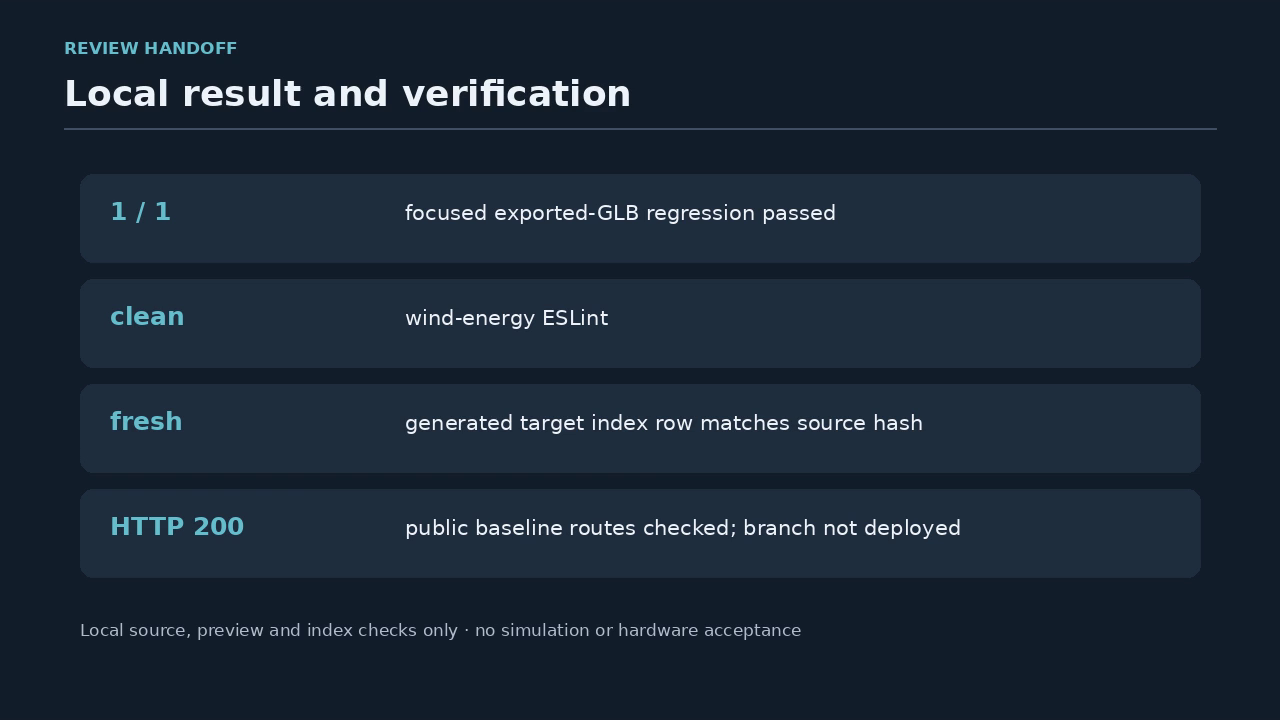 REVIEW HANDOFF
Local result and verification
1 / 1 focused exported-GLB regression passed
clean wind-energy ESLint
fresh generated target index row matches source hash
HTTP 200 public baseline routes checked; branch not deployed
Local source, preview and index checks only · no simulation or hardware acceptance